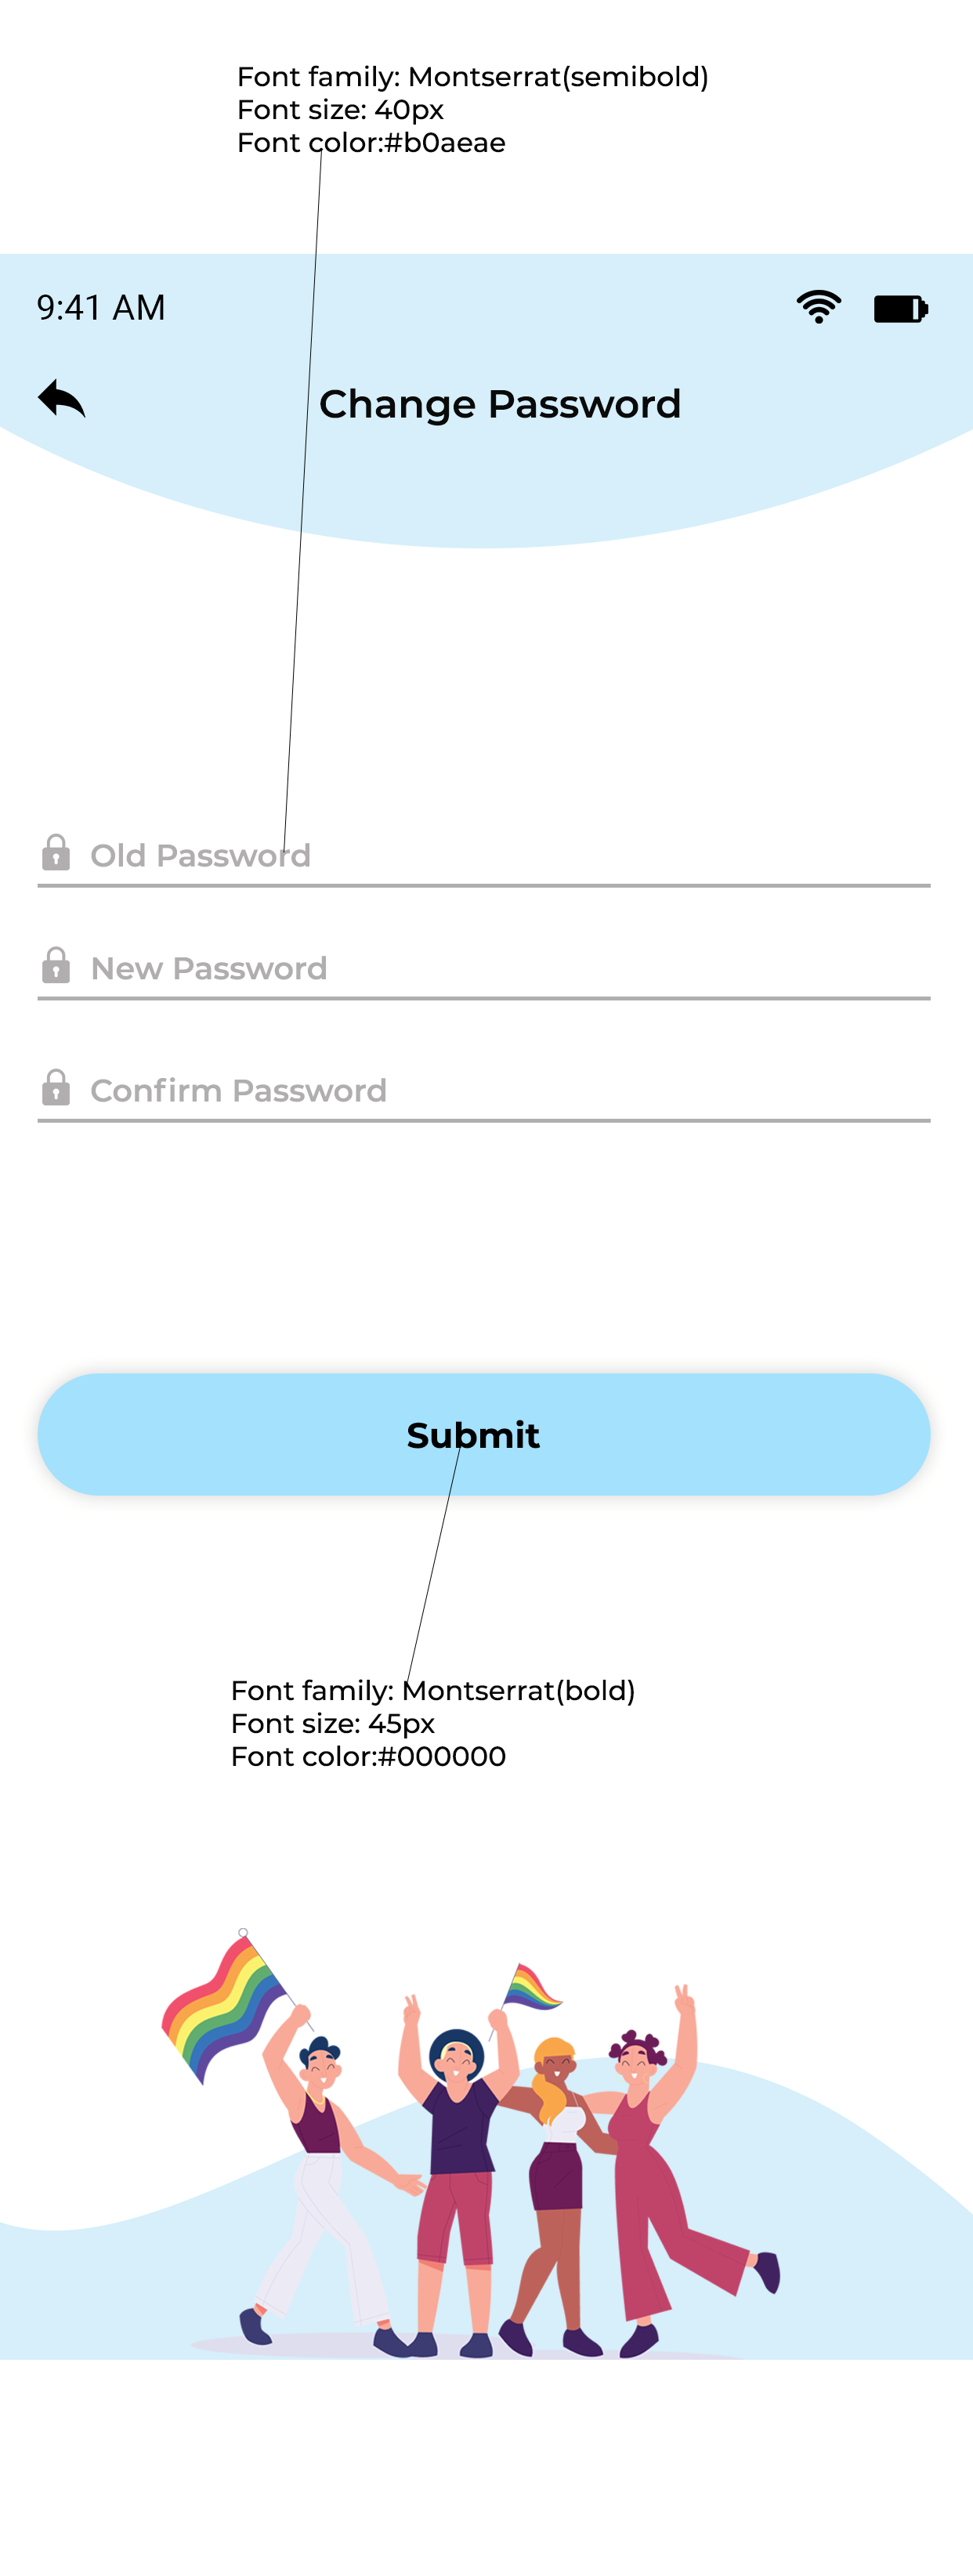 Font family: Montserrat(semibold)
Font size: 40px
Font color:#b0aeae
9:41 AM
Change Password
Old Password
New Password
Confirm Password
Submit
Font family: Montserrat(bold)
Font size: 45px
Font color:#000000